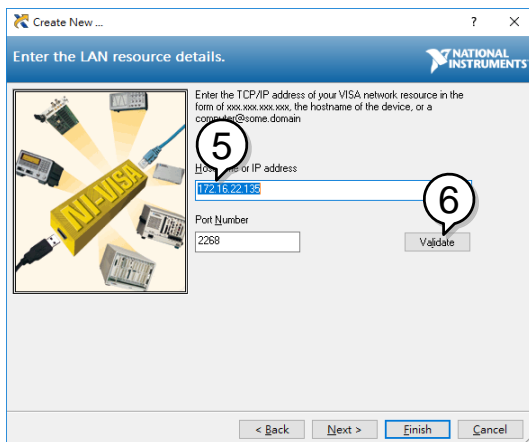 Create New ...
Enter the LAN resource details.
NATIONAL
INSTRUMENTS
Enter the TCP/IP address of your VISA network resource in the
form of xxx.xxx.xxx.xxx, the hostname of the device, or a
computer@some.domain
5
or IP address
172.16.22.135
6
Port Number
2268
Validate
NI-VISA
< Back
Next >
Finish
Cancel